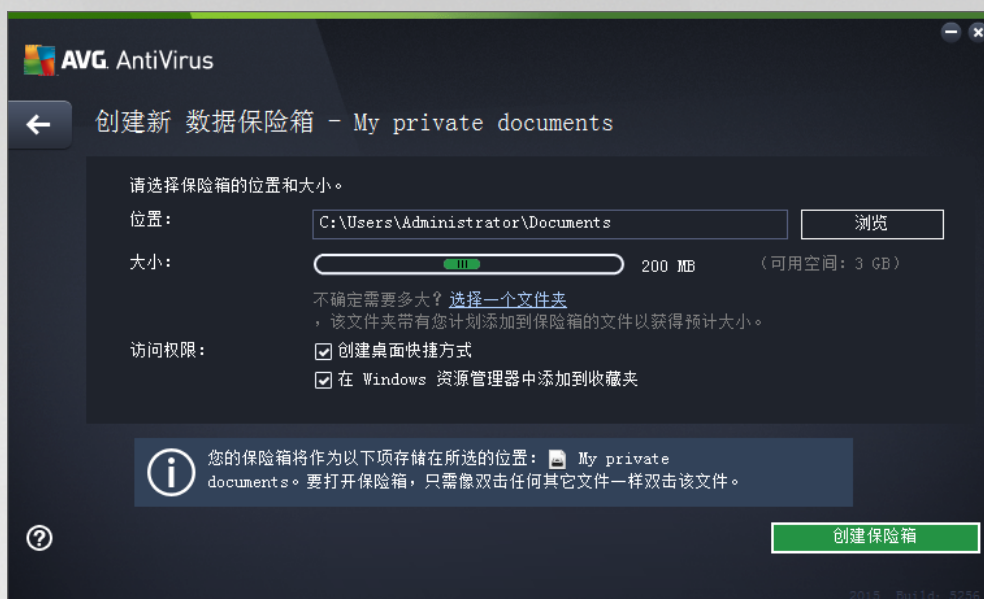 AVG. AntiVirus
创建新 数据保险箱 - My private documents
请选择保险箱的位置和大小。
位置： C:\Users\Administrator\Documents 浏览
大小： 200 MB （可用空间：3 GB）
不确定需要多大？选择一个文件夹
，该文件夹带有您计划添加到保险箱的文件以获得预计大小。
访问权限： 创建桌面快捷方式
在 Windows 资源管理器中添加到收藏夹
您的保险箱将作为以下项存储在所选的位置： My private
documents。要打开保险箱，只需像双击任何其它文件一样双击该文件。
创建保险箱
2015 Build: 5256